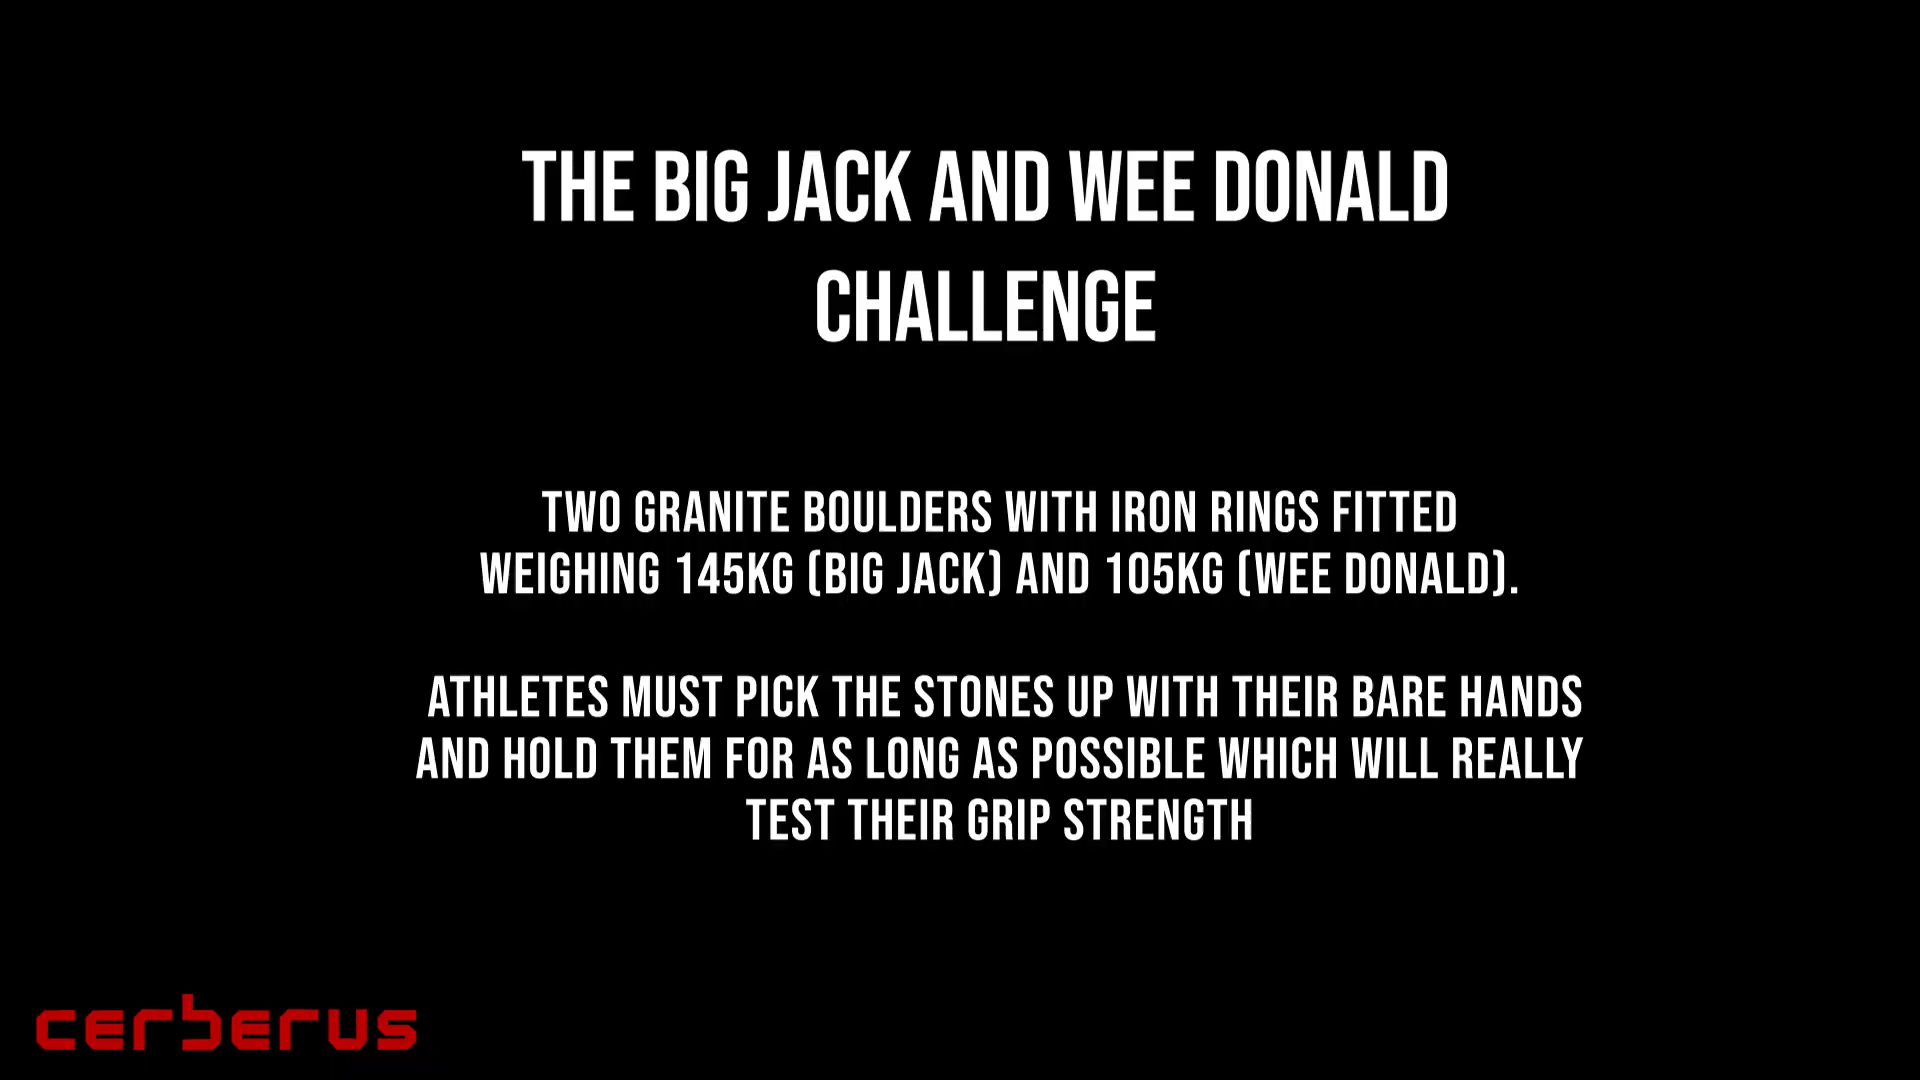 THE BIG JACK AND WEE DONALD
CHALLENGE
TWO GRANITE BOULDERS WITH IRON RINGS FITTED
WEIGHING 145KG (BIG JACK) AND 105KG (WEE DONALD).
ATHLETES MUST PICK THE STONES UP WITH THEIR BARE HANDS
AND HOLD THEM FOR AS LONG AS POSSIBLE WHICH WILL REALLY
TEST THEIR GRIP STRENGTH
cerberus